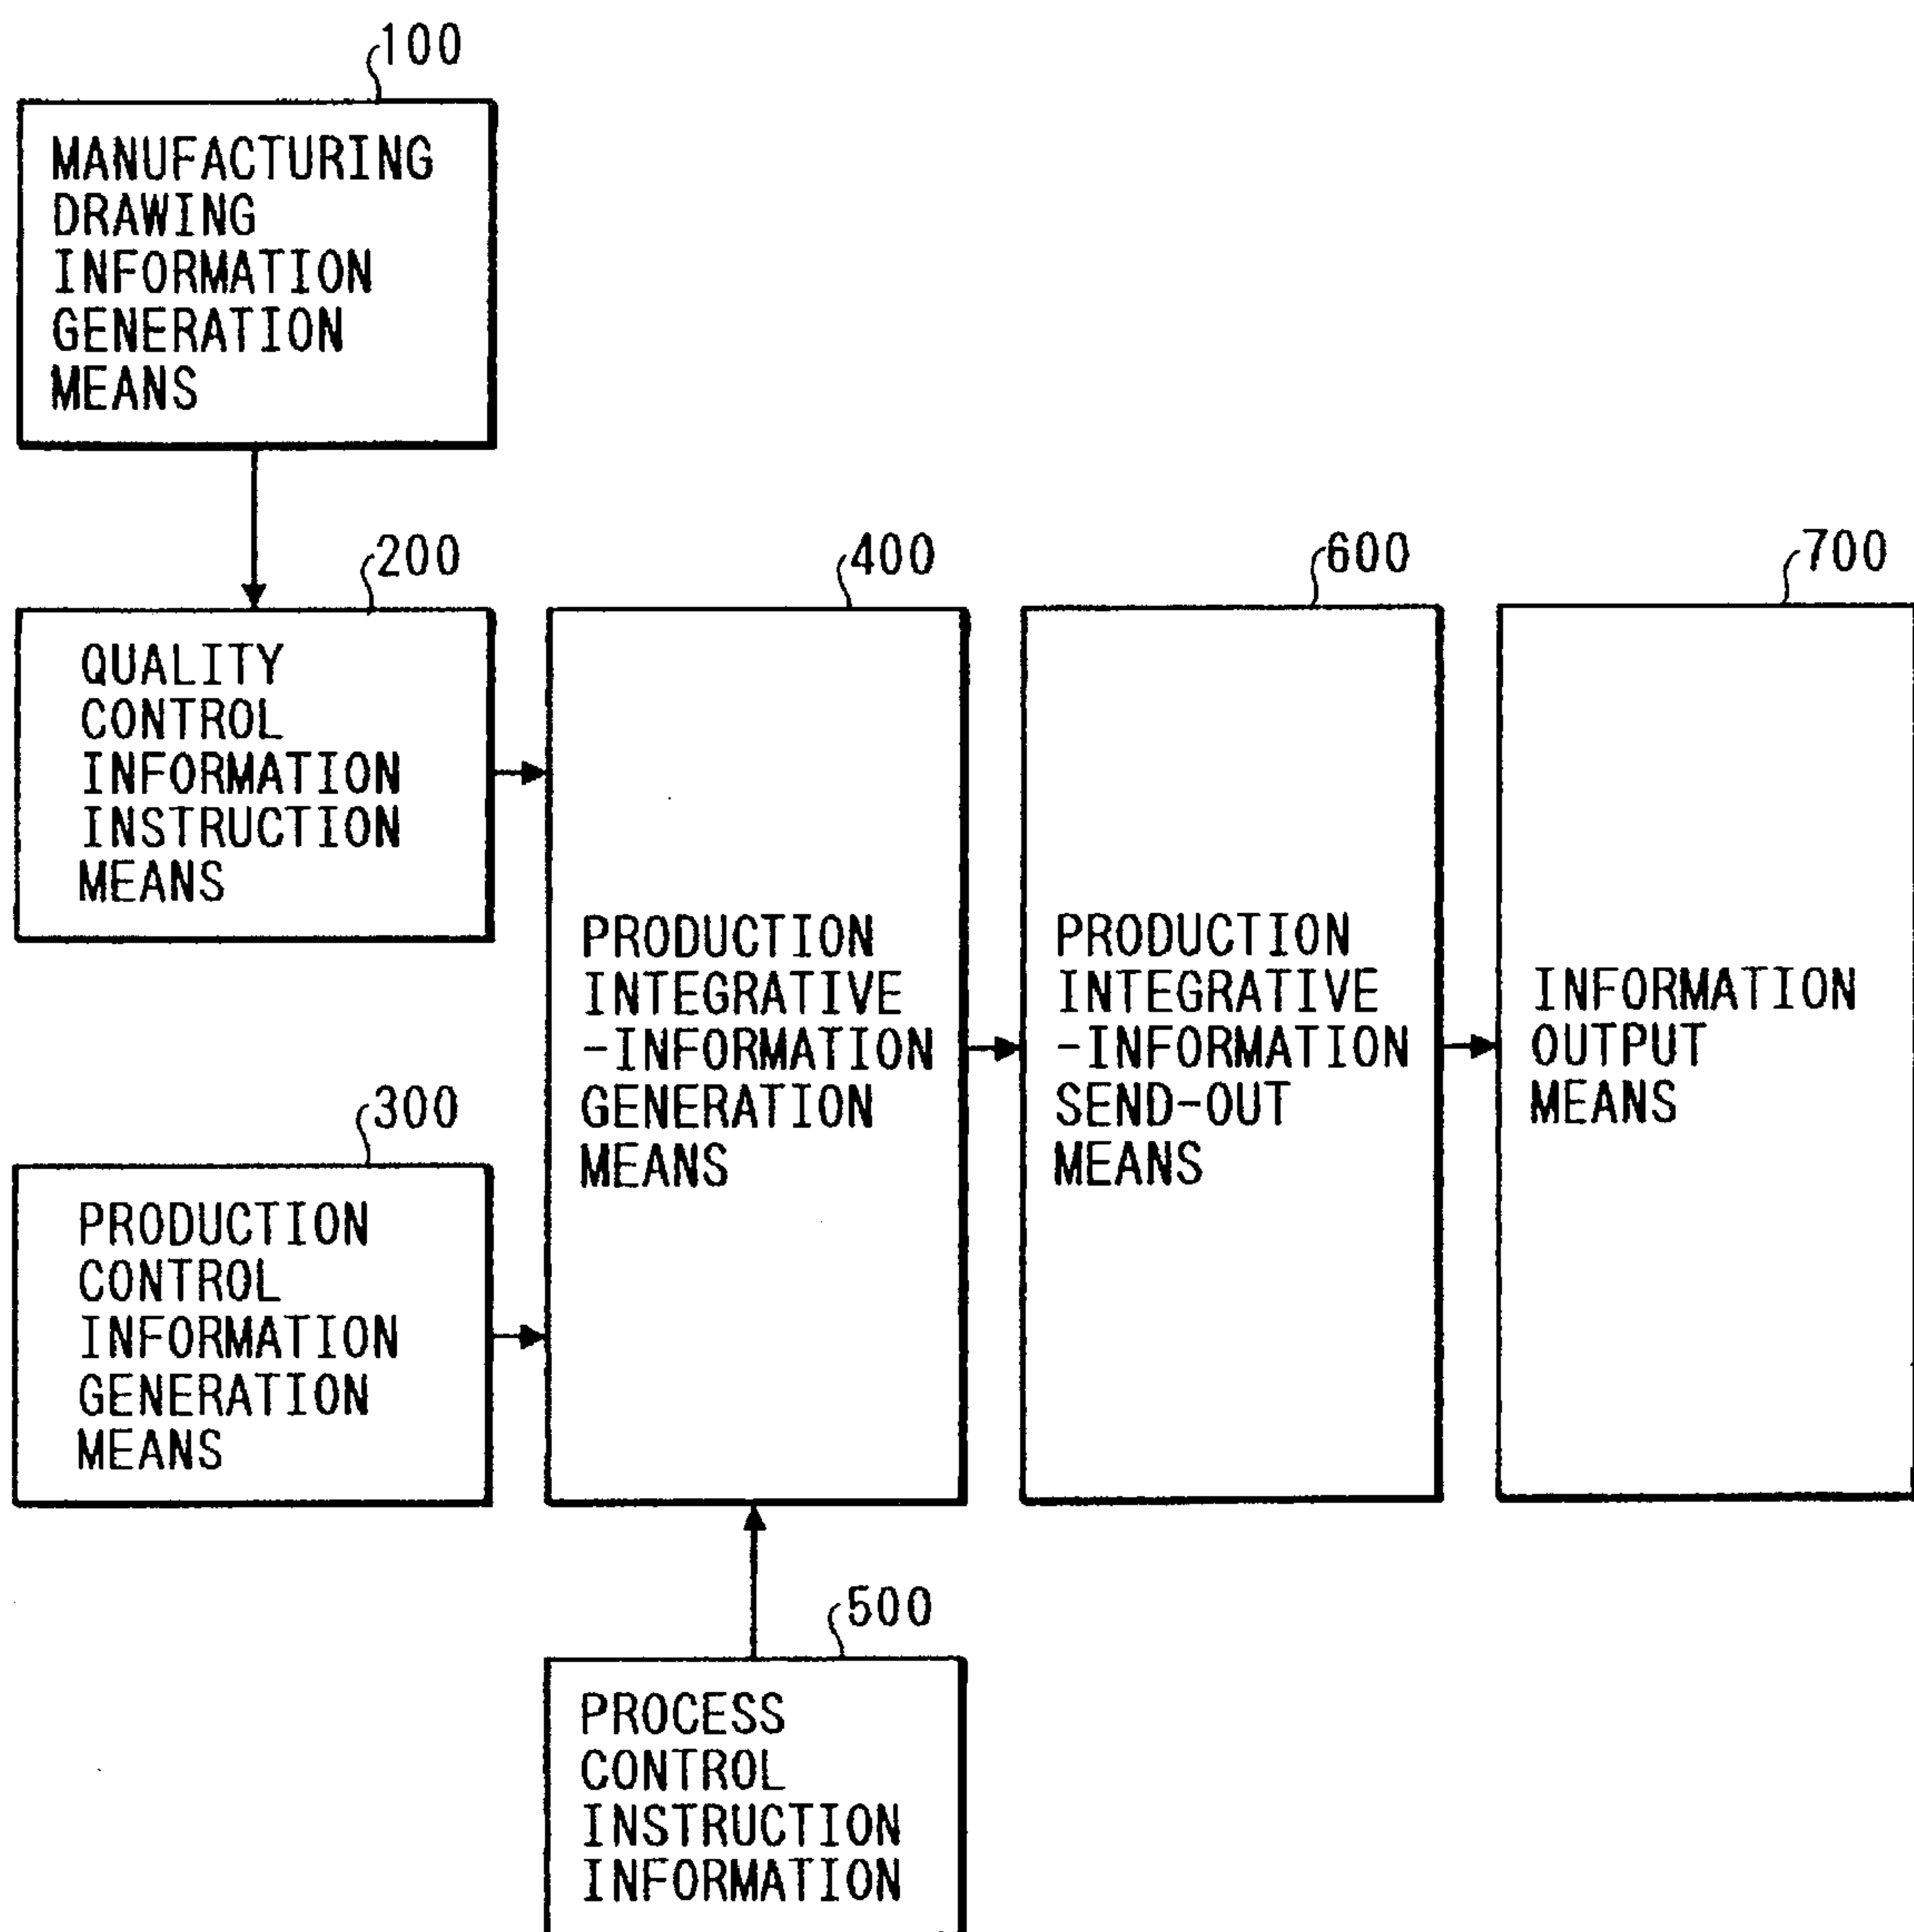 100
MANUFACTURING
DRAWING
INFORMATION
GENERATION
MEANS
200
QUALITY
CONTROL
INFORMATION
INSTRUCTION
MEANS
300
PRODUCTION
CONTROL
INFORMATION
GENERATION
MEANS
400
PRODUCTION
INTEGRATIVE
-INFORMATION
GENERATION
MEANS
600
PRODUCTION
INTEGRATIVE
-INFORMATION
SEND-OUT
MEANS
700
INFORMATION
OUTPUT
MEANS
500
PROCESS
CONTROL
INSTRUCTION
INFORMATION